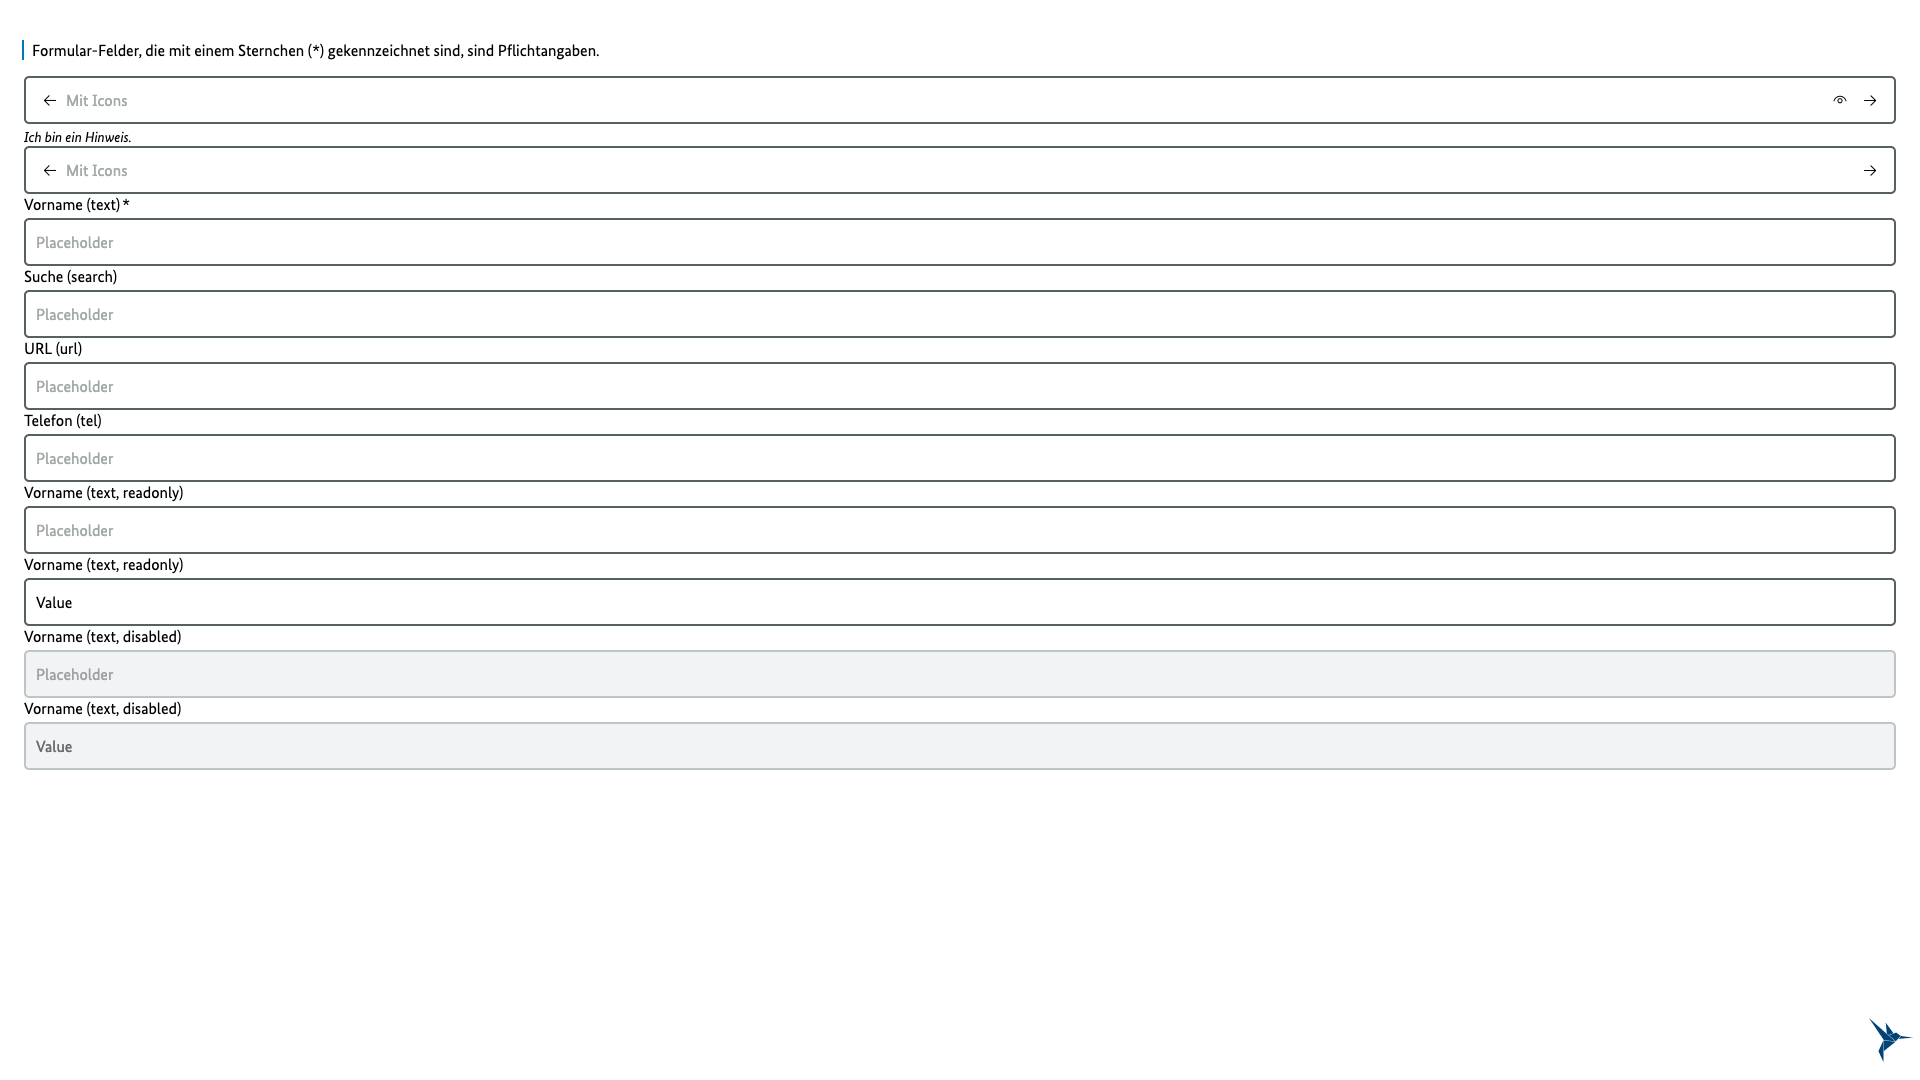 Formular-Felder, die mit einem Sternchen (*) gekennzeichnet sind, sind Pflichtangaben.
Mit Icons
Ich bin ein Hinweis.
Mit Icons
Vorname (text) *
Placeholder
Suche (search)
Placeholder
URL (url)
Placeholder
Telefon (tel)
Placeholder
Vorname (text, readonly)
Placeholder
Vorname (text, readonly)
Value
Vorname (text, disabled)
Placeholder
Vorname (text, disabled)
Value